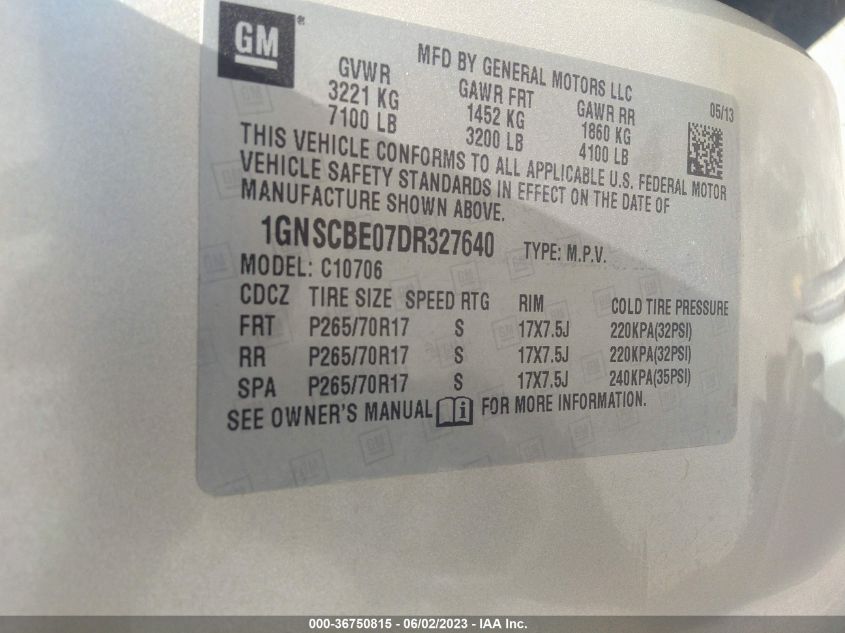 GM®
MFD BY GENERAL MOTORS LLC
05/13
GVWR GAWR FRT GAWR RR
3221 KG 1452 KG 1860 KG
7100 LB 3200 LB 4100 LB
THIS VEHICLE CONFORMS TO ALL APPLICABLE U.S. FEDERAL MOTOR
VEHICLE SAFETY STANDARDS IN EFFECT ON THE DATE OF
MANUFACTURE SHOWN ABOVE.
1GNSCBE07DR327640 TYPE: M.P.V.
MODEL: C10706
CDCZ TIRE SIZE SPEED RTG RIM COLD TIRE PRESSURE
FRT P265/70R17 S 17X7.5J 220KPA(32PSI)
RR P265/70R17 S 17X7.5J 220KPA(32PSI)
SPA P265/70R17 S 17X7.5J 240KPA(35PSI)
SEE OWNER'S MANUAL i FOR MORE INFORMATION.
000-36750815 - 06/02/2023 - IAA Inc.